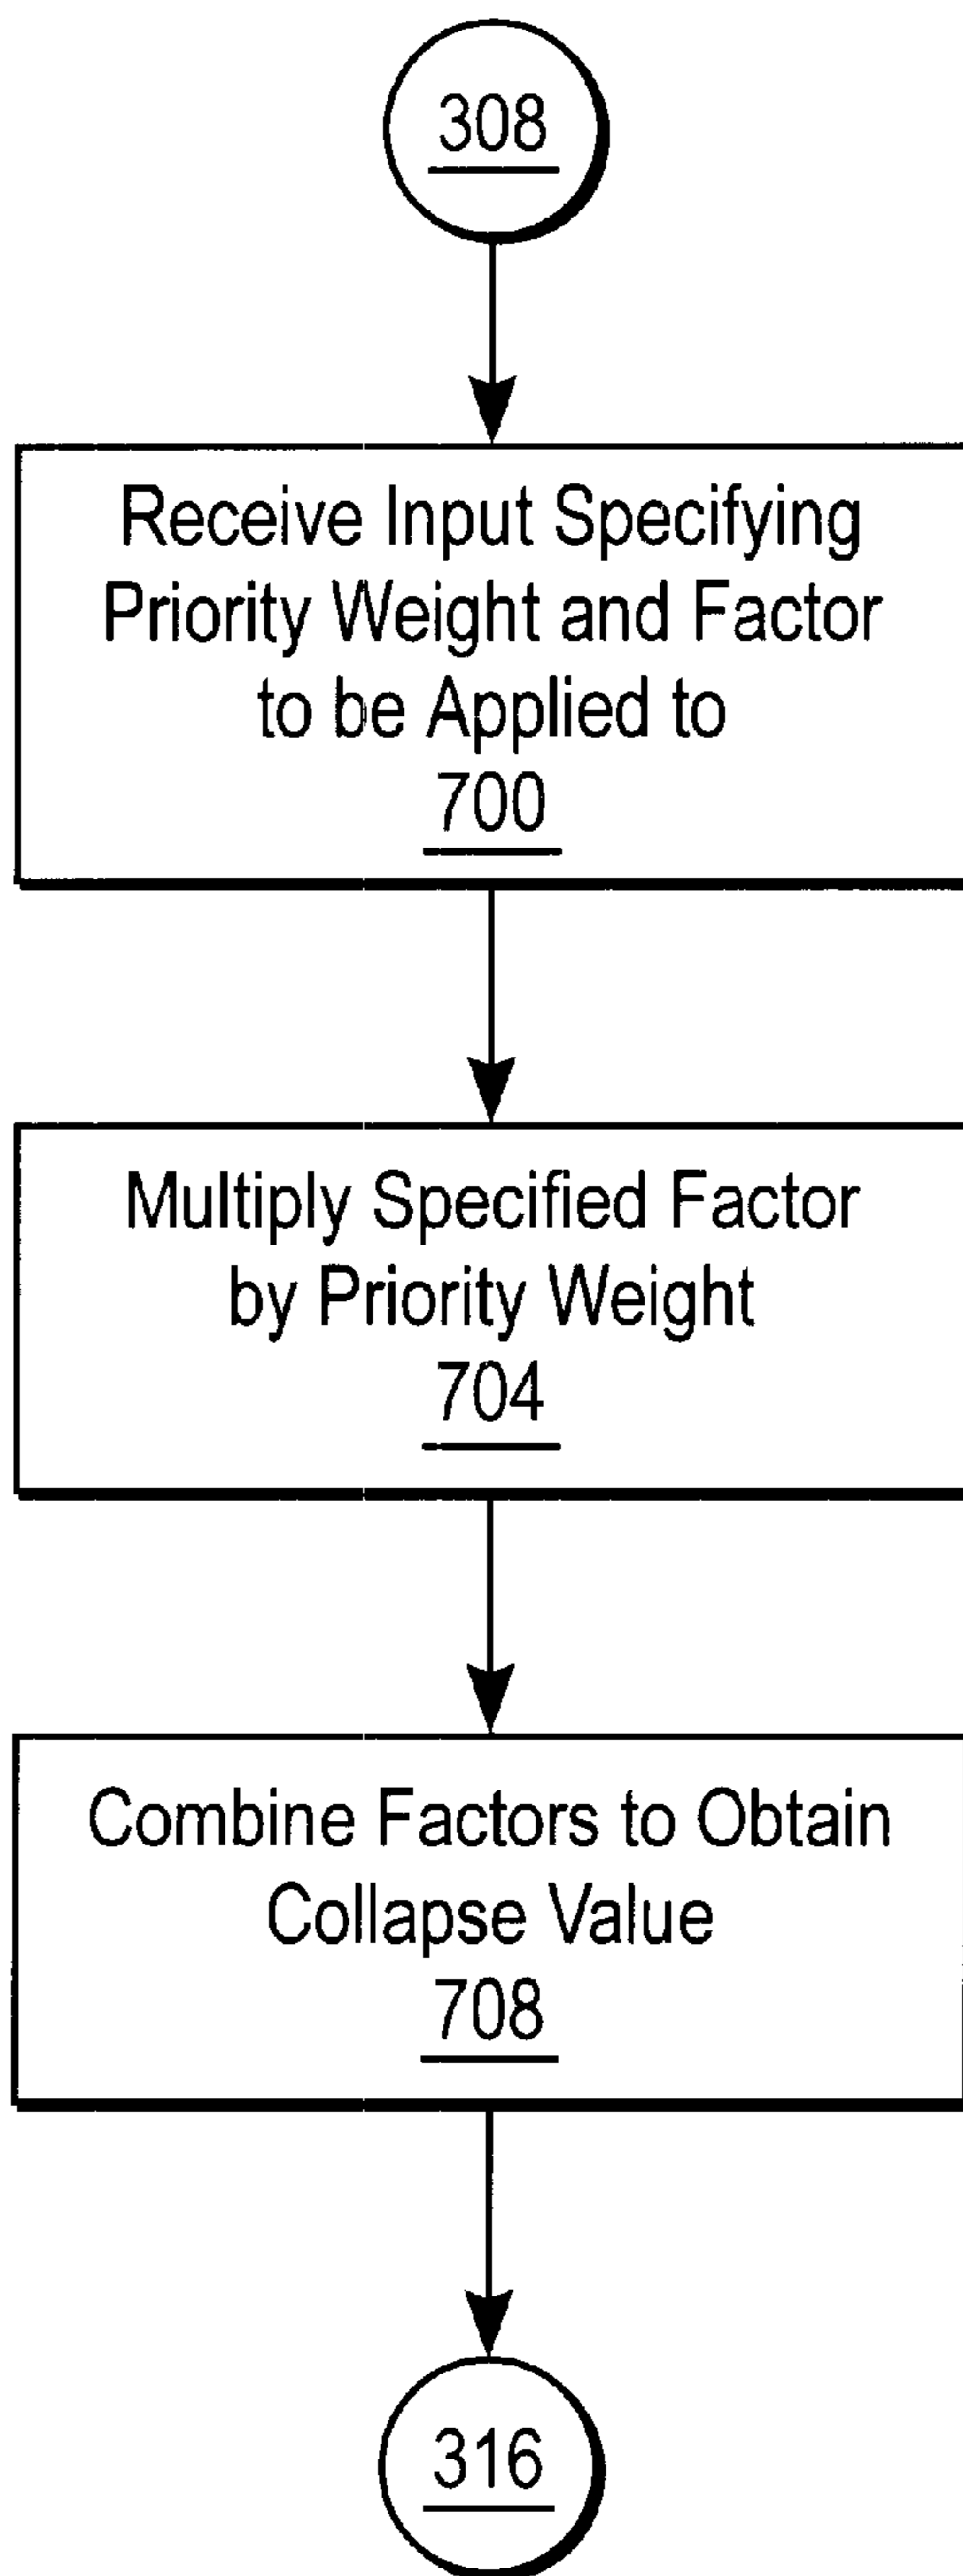 308
Receive Input Specifying
Priority Weight and Factor
to be Applied to
700
Multiply Specified Factor
by Priority Weight
704
Combine Factors to Obtain
Collapse Value
708
316